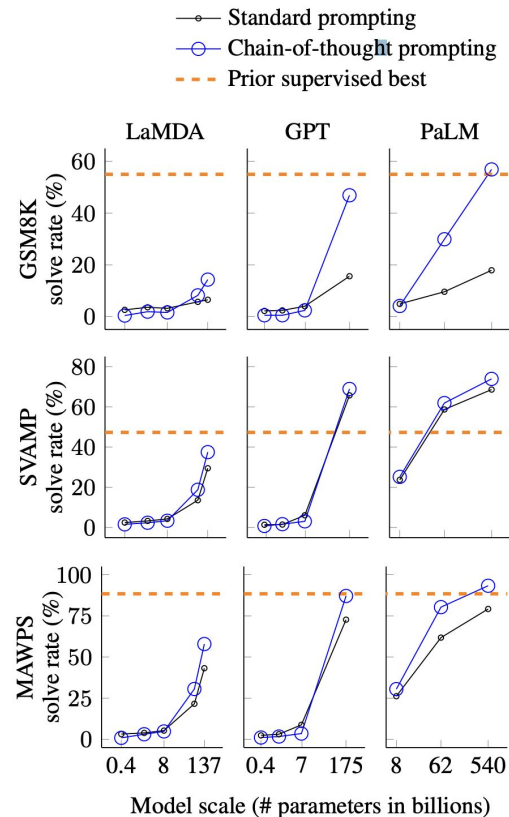 Standard prompting
Chain-of-thought prompting
Prior supervised best
LaMDA GPT PaLM
GSM8K
solve rate (%)
60
40
20
0
SVAMP
solve rate (%)
80
60
40
20
0
MAWPS
solve rate (%)
100
75
50
25
0
0.4 8 137 0.4 7 175 8 62 540
Model scale (# parameters in billions)